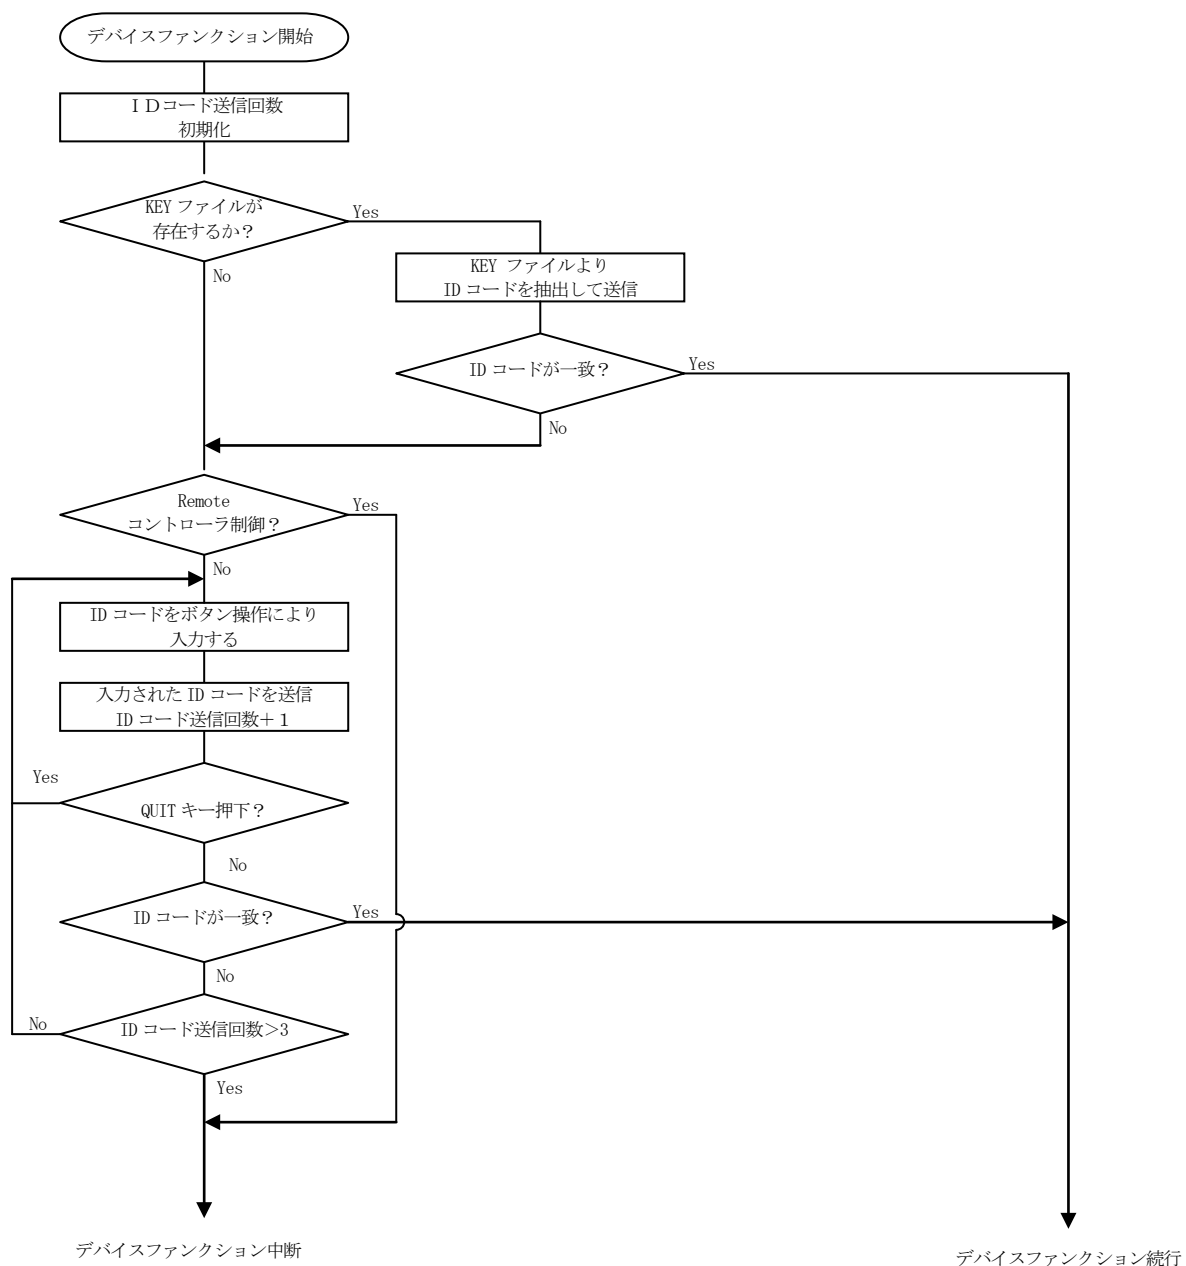 デバイスファンクション開始
ＩＤコード送信回数
初期化
KEY ファイルが
存在するか？
Yes
No
KEY ファイルより
ID コードを抽出して送信
ID コードが一致？
Yes
No
Remote
コントローラ制御？
Yes
No
ID コードをボタン操作により
入力する
入力された ID コードを送信
ID コード送信回数＋１
Yes
QUIT キー押下？
No
ID コードが一致？
Yes
No
No
ID コード送信回数＞3
Yes
デバイスファンクション中断
デバイスファンクション続行